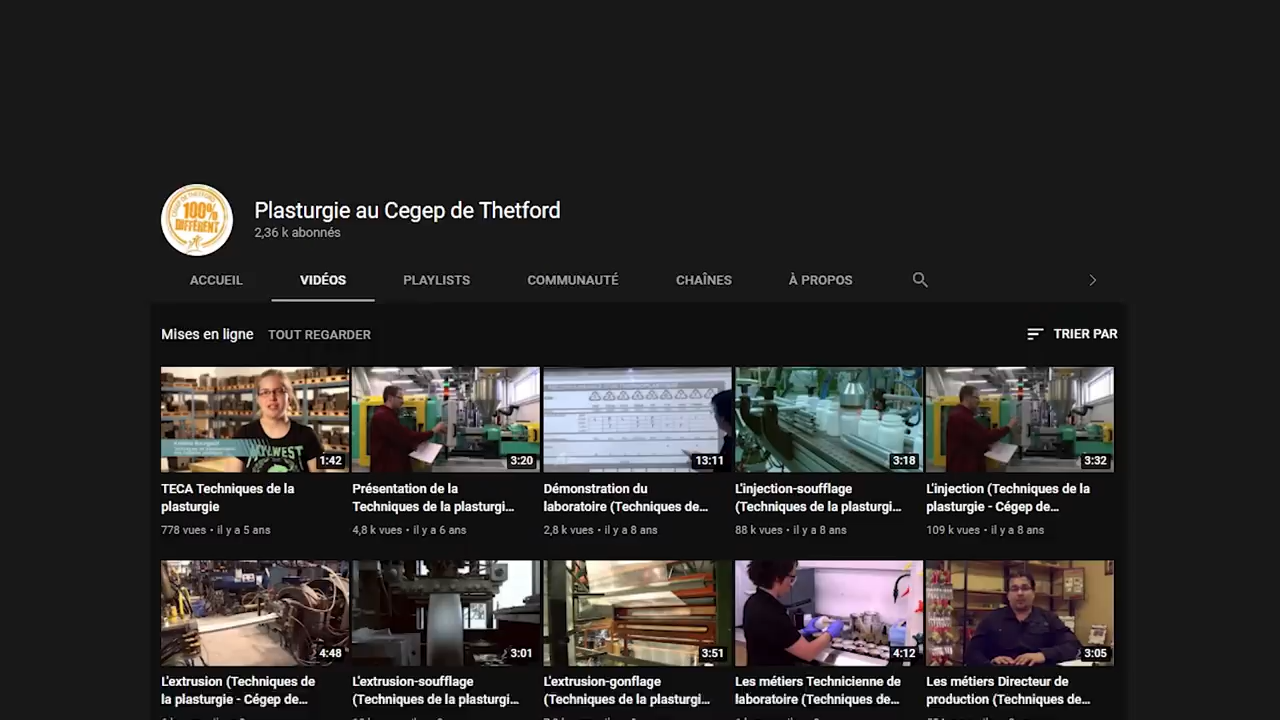 CEGEP DE THETFORD
100%
DIFFÉRENT
Plasturgie au Cegep de Thetford
2,36 k abonnés
ACCUEIL VIDÉOS PLAYLISTS COMMUNAUTÉ CHAÎNES À PROPOS
Mises en ligne TOUT REGARDER TRIER PAR
1:42 3:20 13:11 3:18 3:32
TECA Techniques de la
plasturgie
778 vues • il y a 5 ans
Présentation de la
Techniques de la plasturgi...
4,8 k vues • il y a 6 ans
Démonstration du
laboratoire (Techniques de...
2,8 k vues • il y a 8 ans
L'injection-soufflage
(Techniques de la plasturgi...
88 k vues • il y a 8 ans
L'injection (Techniques de la
plasturgie - Cégep de...
109 k vues • il y a 8 ans
4:48 3:01 3:51 4:12 3:05
L'extrusion (Techniques de
la plasturgie - Cégep de...
L'extrusion-soufflage
(Techniques de la plasturgi...
L'extrusion-gonflage
(Techniques de la plasturgi...
Les métiers Technicienne de
laboratoire (Techniques de...
Les métiers Directeur de
production (Techniques de...